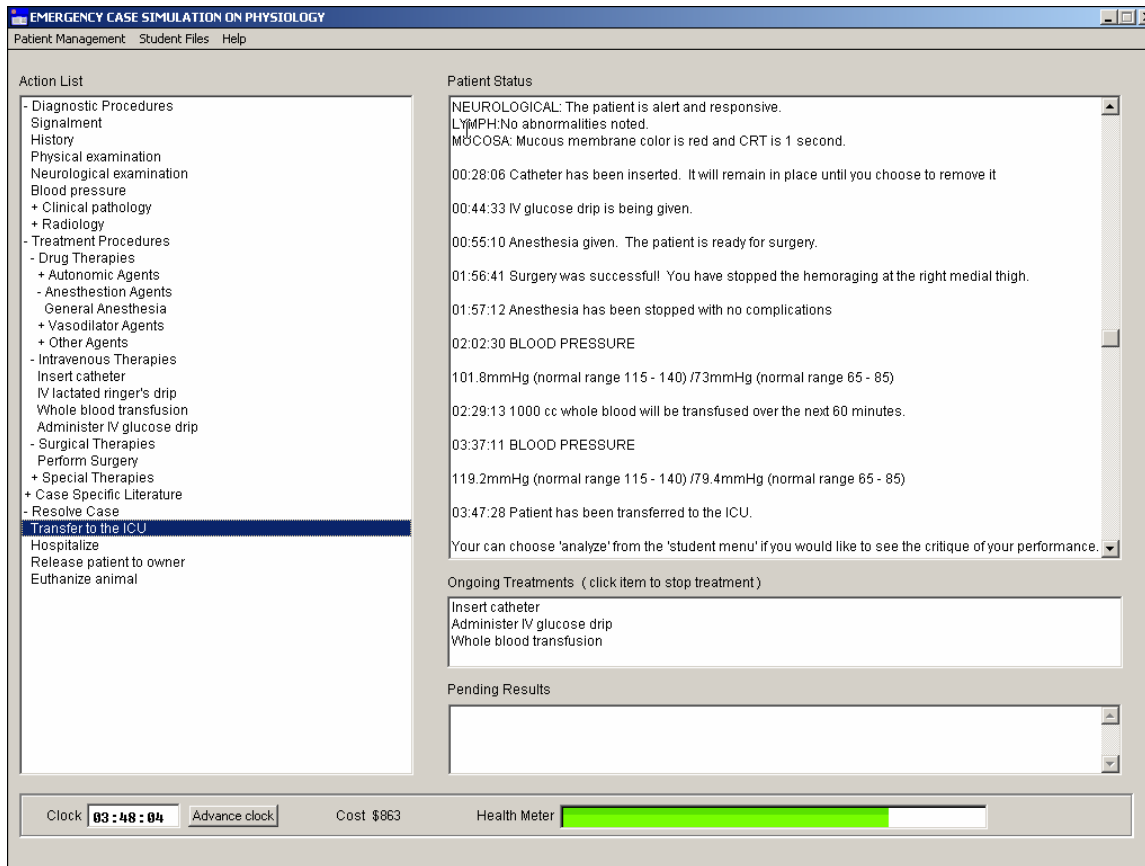 EMERGENCY CASE SIMULATION ON PHYSIOLOGY
Patient Management Student Files Help
Action List
- Diagnostic Procedures
Signalment
History
Physical examination
Neurological examination
Blood pressure
+ Clinical pathology
+ Radiology
- Treatment Procedures
- Drug Therapies
+ Autonomic Agents
- Anesthestion Agents
General Anesthesia
+ Vasodilator Agents
+ Other Agents
- Intravenous Therapies
Insert catheter
IV lactated ringer's drip
Whole blood transfusion
Administer IV glucose drip
- Surgical Therapies
Perform Surgery
+ Special Therapies
+ Case Specific Literature
- Resolve Case
Transfer to the ICU
Hospitalize
Release patient to owner
Euthanize animal
Patient Status
NEUROLOGICAL: The patient is alert and responsive.
LYMPH:No abnormalities noted.
MUCOSA: Mucous membrane color is red and CRT is 1 second.
00:28:06 Catheter has been inserted. It will remain in place until you choose to remove it
00:44:33 IV glucose drip is being given.
00:55:10 Anesthesia given. The patient is ready for surgery.
01:56:41 Surgery was successful! You have stopped the hemoraging at the right medial thigh.
01:57:12 Anesthesia has been stopped with no complications
02:02:30 BLOOD PRESSURE
101.8mmHg (normal range 115 - 140) /73mmHg (normal range 65 - 85)
02:29:13 1000 cc whole blood will be transfused over the next 60 minutes.
03:37:11 BLOOD PRESSURE
119.2mmHg (normal range 115 - 140) /79.4mmHg (normal range 65 - 85)
03:47:28 Patient has been transferred to the ICU.
Your can choose 'analyze' from the 'student menu' if you would like to see the critique of your performance.
Ongoing Treatments ( click item to stop treatment )
Insert catheter
Administer IV glucose drip
Whole blood transfusion
Pending Results
Clock 03:48:04 Advance clock Cost $863 Health Meter